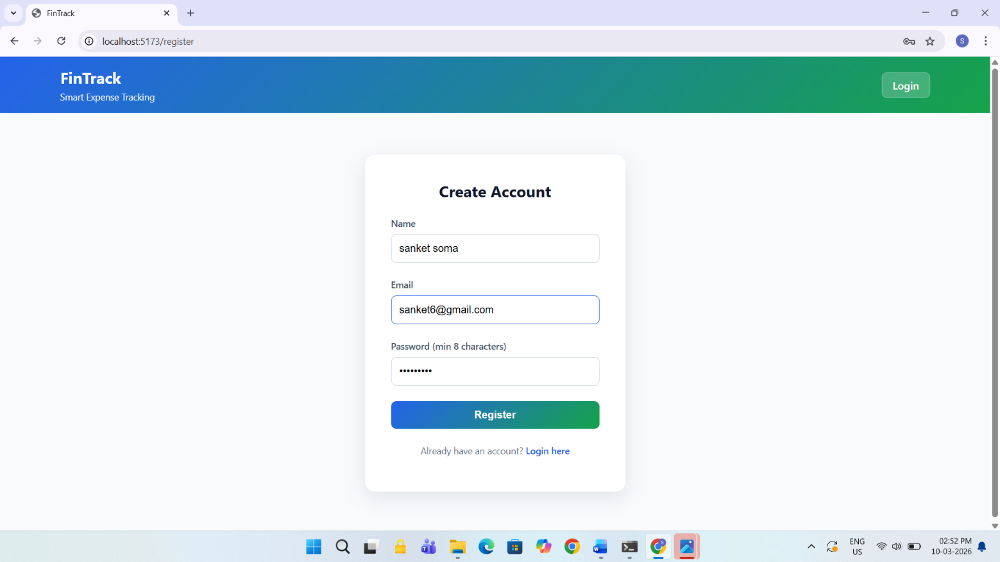 FinTrack
localhost:5173/register
S
FinTrack
Smart Expense Tracking
Login
Create Account
Name
sanket soma
Email
sanket6@gmail.com
Password (min 8 characters)
•••••••••
Register
Already have an account? Login here
ENG
US
02:52 PM
10-03-2026